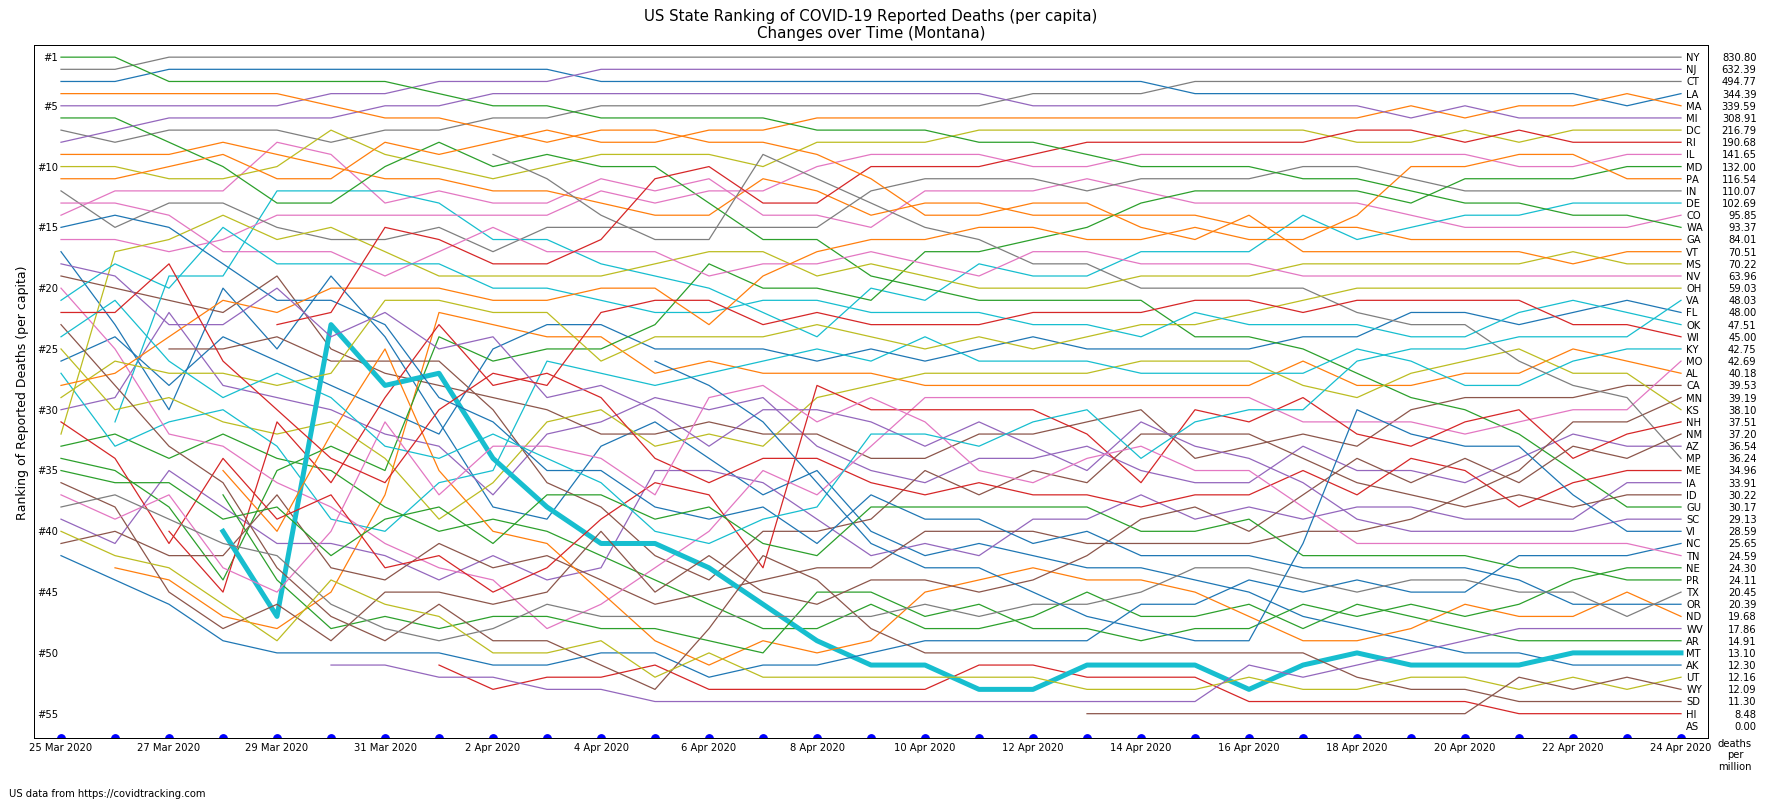 US State Ranking of COVID-19 Reported Deaths (per capita)
Changes over Time (Montana)
Ranking of Reported Deaths (per capita)
#1
#5
#10
#15
#20
#25
#30
#35
#40
#45
#50
#55
NY 830.80
NJ 632.39
CT 494.77
LA 344.39
MA 339.59
MI 308.91
DC 216.79
RI 190.68
IL 141.65
MD 132.00
PA 116.54
IN 110.07
DE 102.69
CO 95.85
WA 93.37
GA 84.01
VT 70.51
MS 70.22
NV 63.96
OH 59.03
VA 48.03
FL 48.00
OK 47.51
WI 45.00
KY 42.75
MO 42.69
AL 40.18
CA 39.53
MN 39.19
KS 38.10
NH 37.51
NM 37.20
AZ 36.54
MP 36.24
ME 34.96
IA 33.91
ID 30.22
GU 30.17
SC 29.13
VI 28.59
NC 25.65
TN 24.59
NE 24.30
PR 24.11
TX 20.45
OR 20.39
ND 19.68
WV 17.86
AR 14.91
MT 13.10
AK 12.30
UT 12.16
WY 12.09
SD 11.30
HI 8.48
AS 0.00
25 Mar 2020 27 Mar 2020 29 Mar 2020 31 Mar 2020 2 Apr 2020 4 Apr 2020 6 Apr 2020 8 Apr 2020 10 Apr 2020 12 Apr 2020 14 Apr 2020 16 Apr 2020 18 Apr 2020 20 Apr 2020 22 Apr 2020 24 Apr 2020
deaths
per
million
US data from https://covidtracking.com